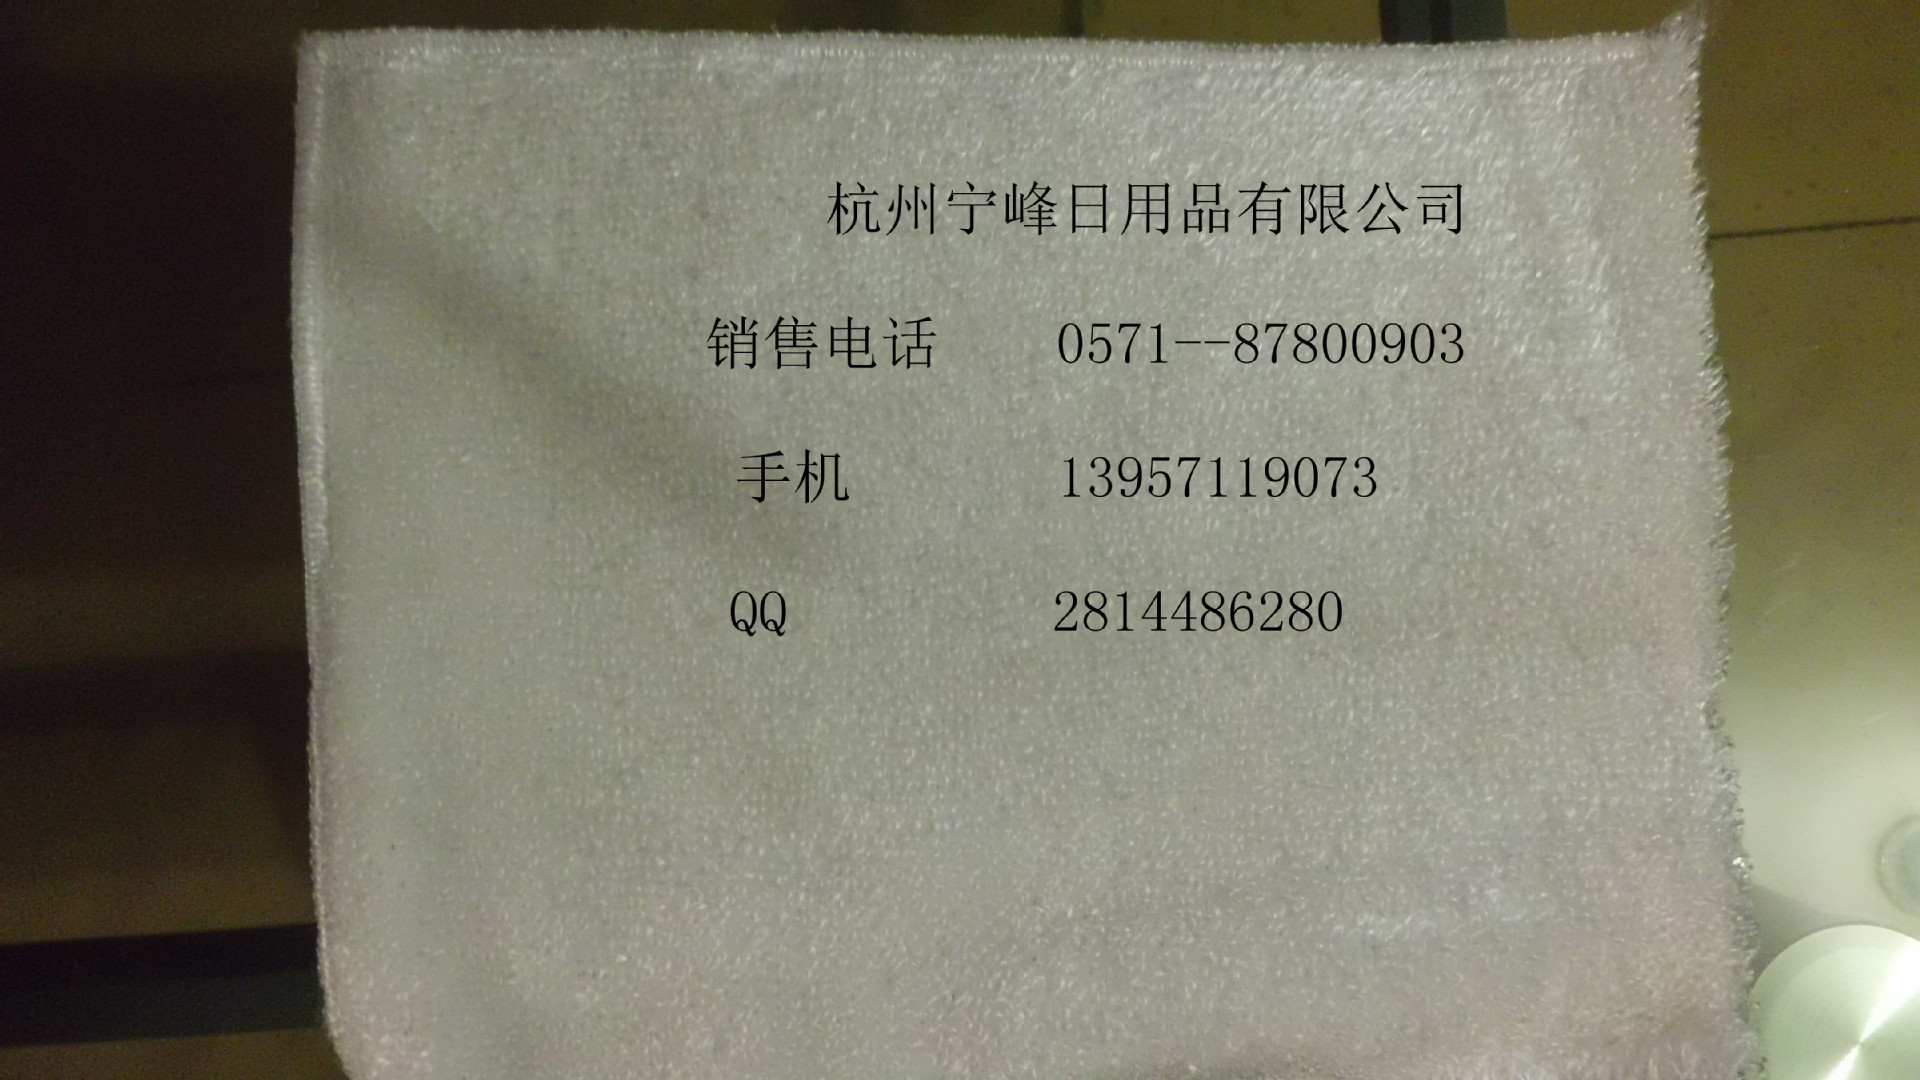 杭州宁峰日用品有限公司
销售电话 0571--87800903
手机 13957119073
QQ 2814486280